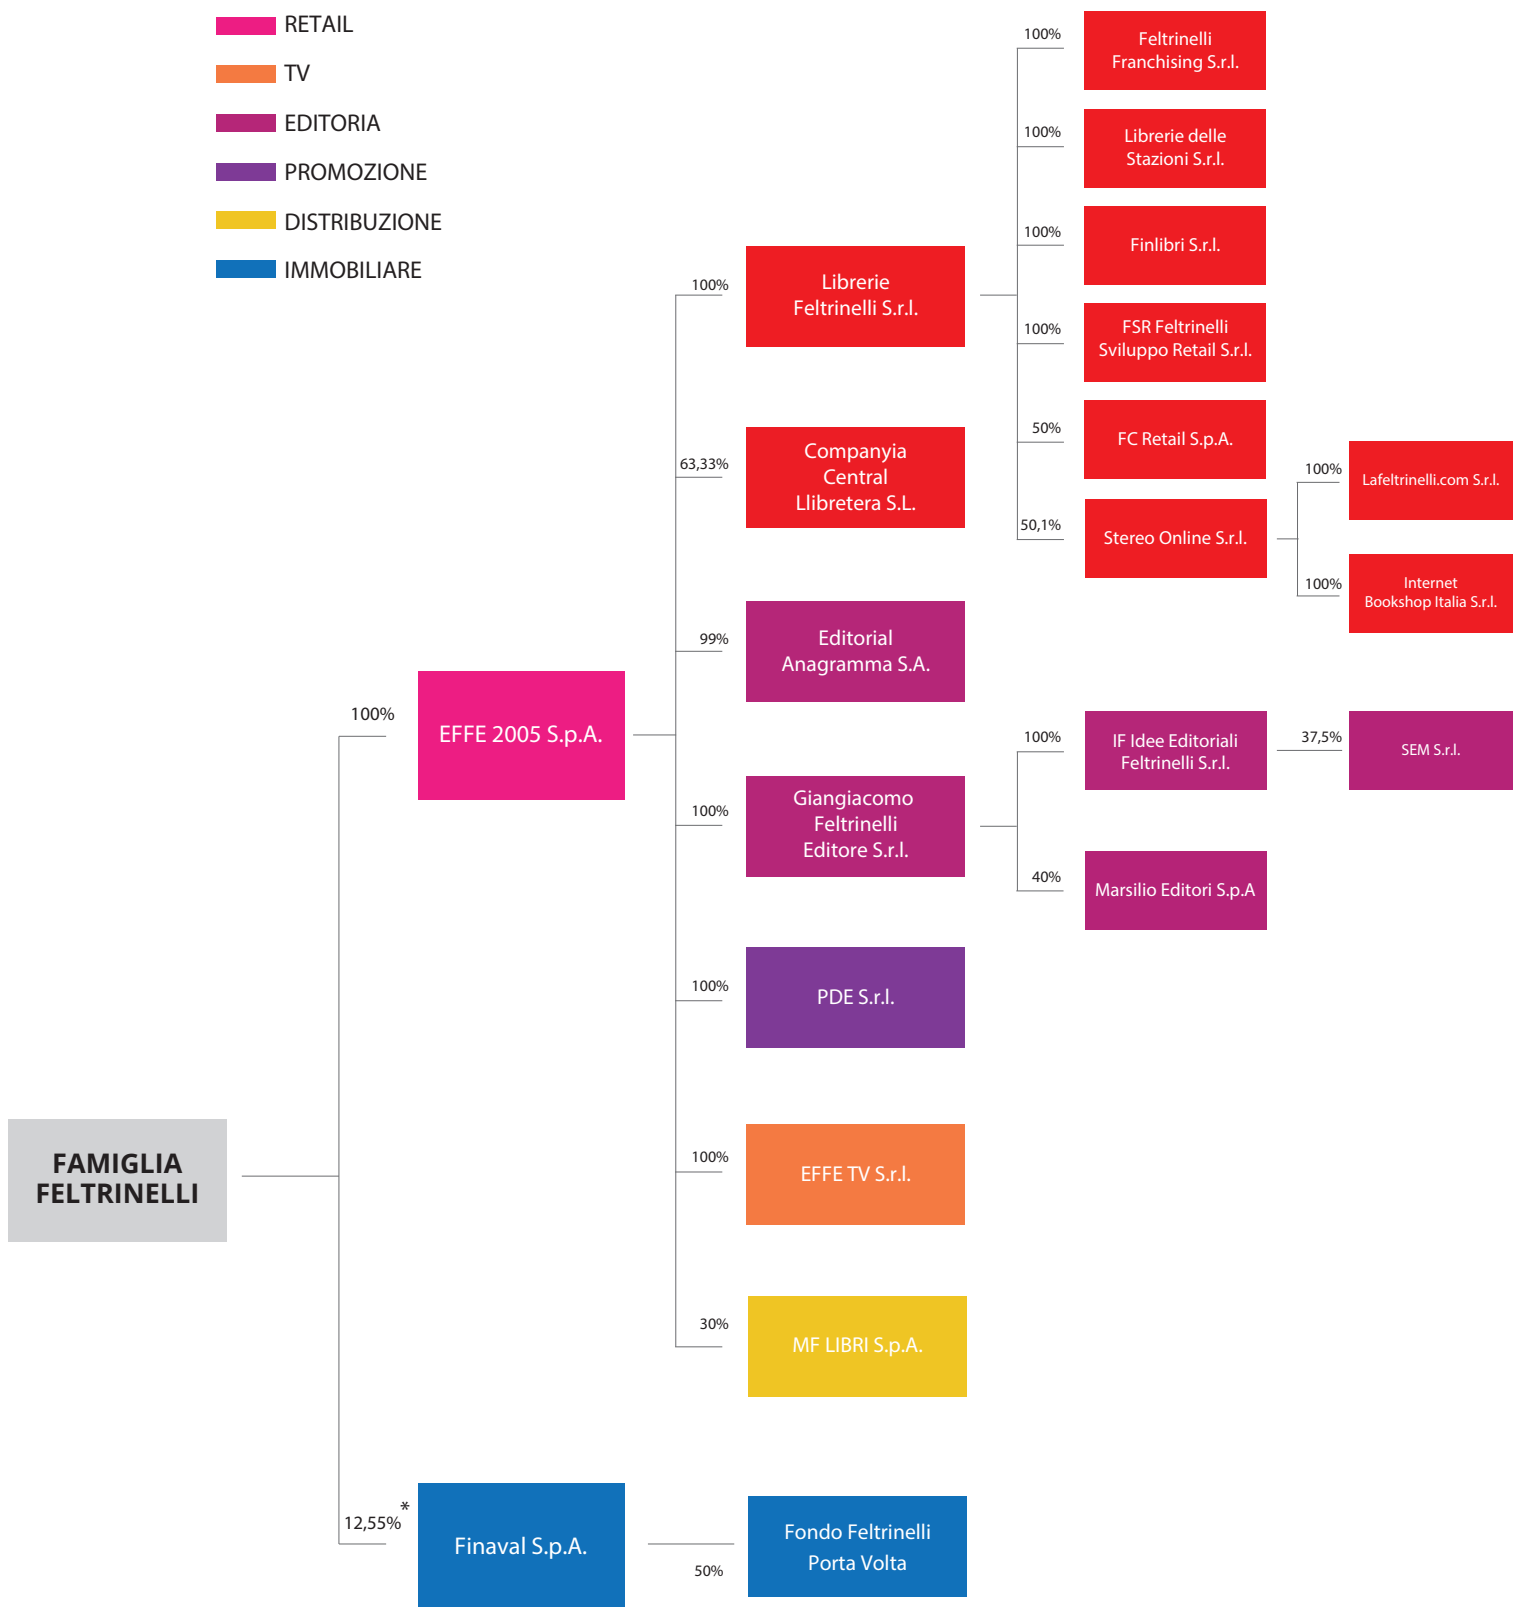 RETAIL
TV
EDITORIA
PROMOZIONE
DISTRIBUZIONE
IMMOBILIARE
FAMIGLIA
FELTRINELLI
100%
EFFE 2005 S.p.A.
12,55%*
Finaval S.p.A.
50%
Fondo Feltrinelli
Porta Volta
100%
Librerie
Feltrinelli S.r.l.
63,33%
Companyia
Central
Llibretera S.L.
99%
Editorial
Anagramma S.A.
100%
Giangiacomo
Feltrinelli
Editore S.r.l.
100%
PDE S.r.l.
100%
EFFE TV S.r.l.
30%
MF LIBRI S.p.A.
100%
Feltrinelli
Franchising S.r.l.
100%
Librerie delle
Stazioni S.r.l.
100%
Finlibri S.r.l.
100%
FSR Feltrinelli
Sviluppo Retail S.r.l.
50%
FC Retail S.p.A.
50,1%
Stereo Online S.r.l.
100%
Lafeltrinelli.com S.r.l.
100%
Internet
Bookshop Italia S.r.l.
100%
IF Idee Editoriali
Feltrinelli S.r.l.
37,5%
SEM S.r.l.
40%
Marsilio Editori S.p.A